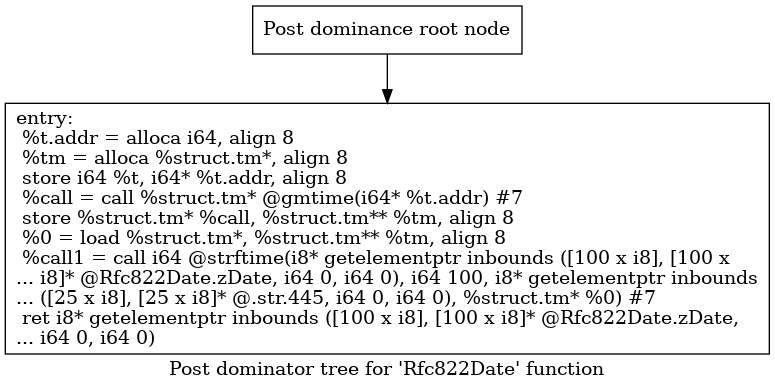 Post dominance root node
entry:
%t.addr = alloca i64, align 8
%tm = alloca %struct.tm*, align 8
store i64 %t, i64* %t.addr, align 8
%call = call %struct.tm* @gmtime(i64* %t.addr) #7
store %struct.tm* %call, %struct.tm** %tm, align 8
%0 = load %struct.tm*, %struct.tm** %tm, align 8
%call1 = call i64 @strftime(i8* getelementptr inbounds ([100 x i8], [100 x
... i8]* @Rfc822Date.zDate, i64 0, i64 0), i64 100, i8* getelementptr inbounds
... ([25 x i8], [25 x i8]* @.str.445, i64 0, i64 0), %struct.tm* %0) #7
ret i8* getelementptr inbounds ([100 x i8], [100 x i8]* @Rfc822Date.zDate,
... i64 0, i64 0)
Post dominator tree for 'Rfc822Date' function